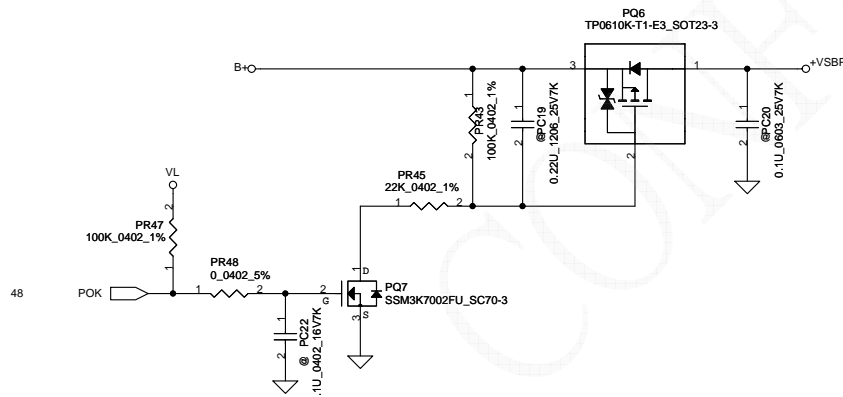 PQ6
TP0610K-T1-E3_SOT23-3
B+
3
1
+VSBP
2
1
2
PR43
100K_0402_1%
1
2
@PC19
0.22U_1206_25V7K
1
2
@PC20
0.1U_0603_25V7K
VL
2
PR47
100K_0402_1%
1
PR45
22K_0402_1%
1
2
48
POK
PR48
0_0402_5%
1
2
1
D
2
G
3
S
PQ7
SSM3K7002FU_SC70-3
1
2
@ PC22
.1U_0402_16V7K
CONF